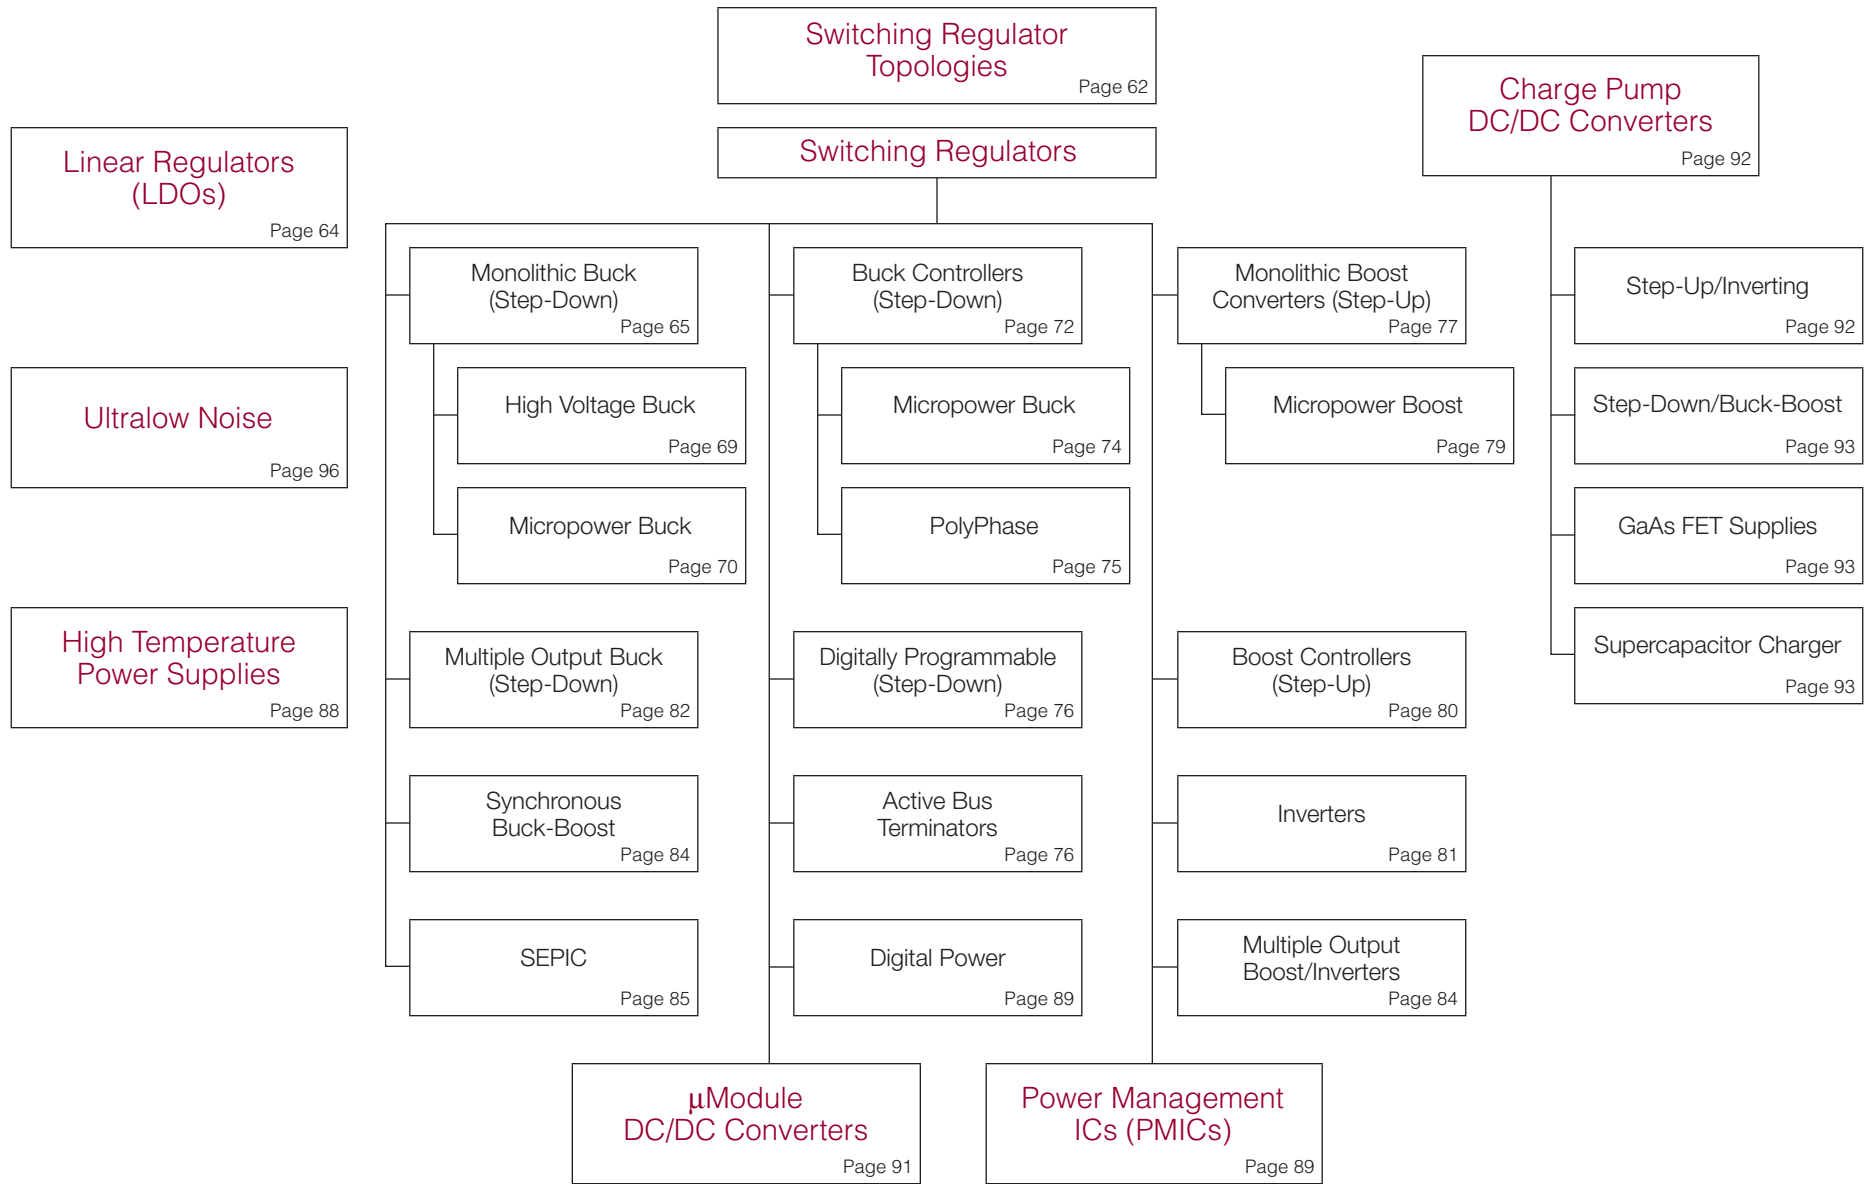 Switching Regulator
Topologies
Page 62
Switching Regulators
Charge Pump
DC/DC Converters
Page 92
Linear Regulators
(LDOs)
Page 64
Ultralow Noise
Page 96
High Temperature
Power Supplies
Page 88
Monolithic Buck
(Step-Down)
Page 65
High Voltage Buck
Page 69
Micropower Buck
Page 70
Multiple Output Buck
(Step-Down)
Page 82
Synchronous
Buck-Boost
Page 84
SEPIC
Page 85
Buck Controllers
(Step-Down)
Page 72
Micropower Buck
Page 74
PolyPhase
Page 75
Digitally Programmable
(Step-Down)
Page 76
Active Bus
Terminators
Page 76
Digital Power
Page 89
Monolithic Boost
Converters (Step-Up)
Page 77
Micropower Boost
Page 79
Boost Controllers
(Step-Up)
Page 80
Inverters
Page 81
Multiple Output
Boost/Inverters
Page 84
Step-Up/Inverting
Page 92
Step-Down/Buck-Boost
Page 93
GaAs FET Supplies
Page 93
Supercapacitor Charger
Page 93
µModule
DC/DC Converters
Page 91
Power Management
ICs (PMICs)
Page 89